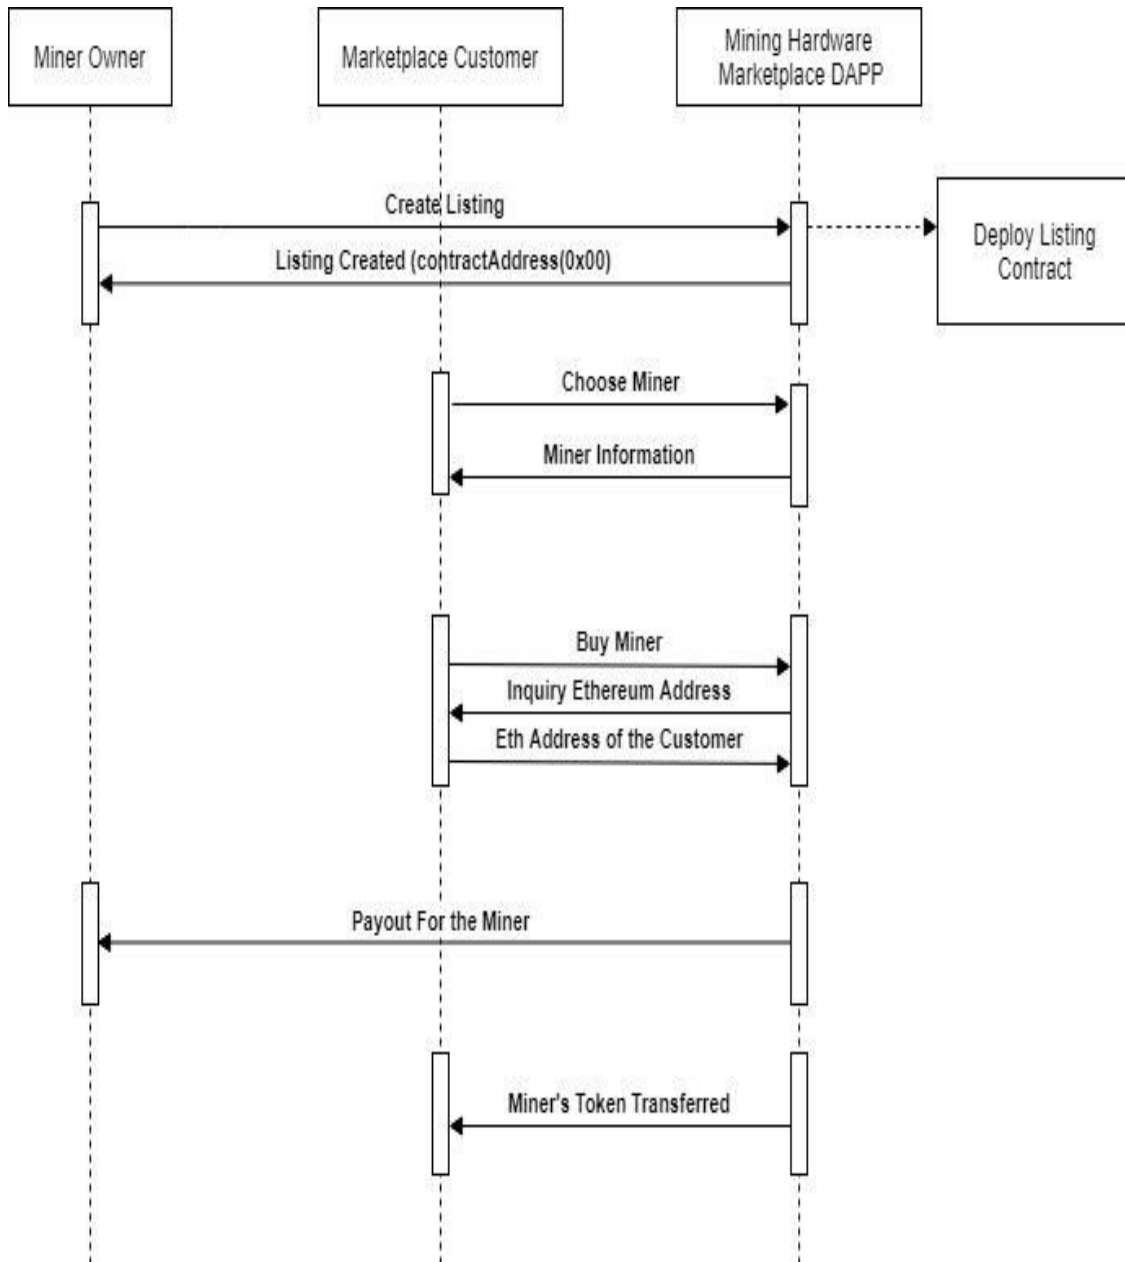 Miner Owner
Marketplace Customer
Mining Hardware
Marketplace DAPP
Create Listing
Deploy Listing
Contract
Listing Created (contractAddress(0x00)
Choose Miner
Miner Information
Buy Miner
Inquiry Ethereum Address
Eth Address of the Customer
Payout For the Miner
Miner's Token Transferred